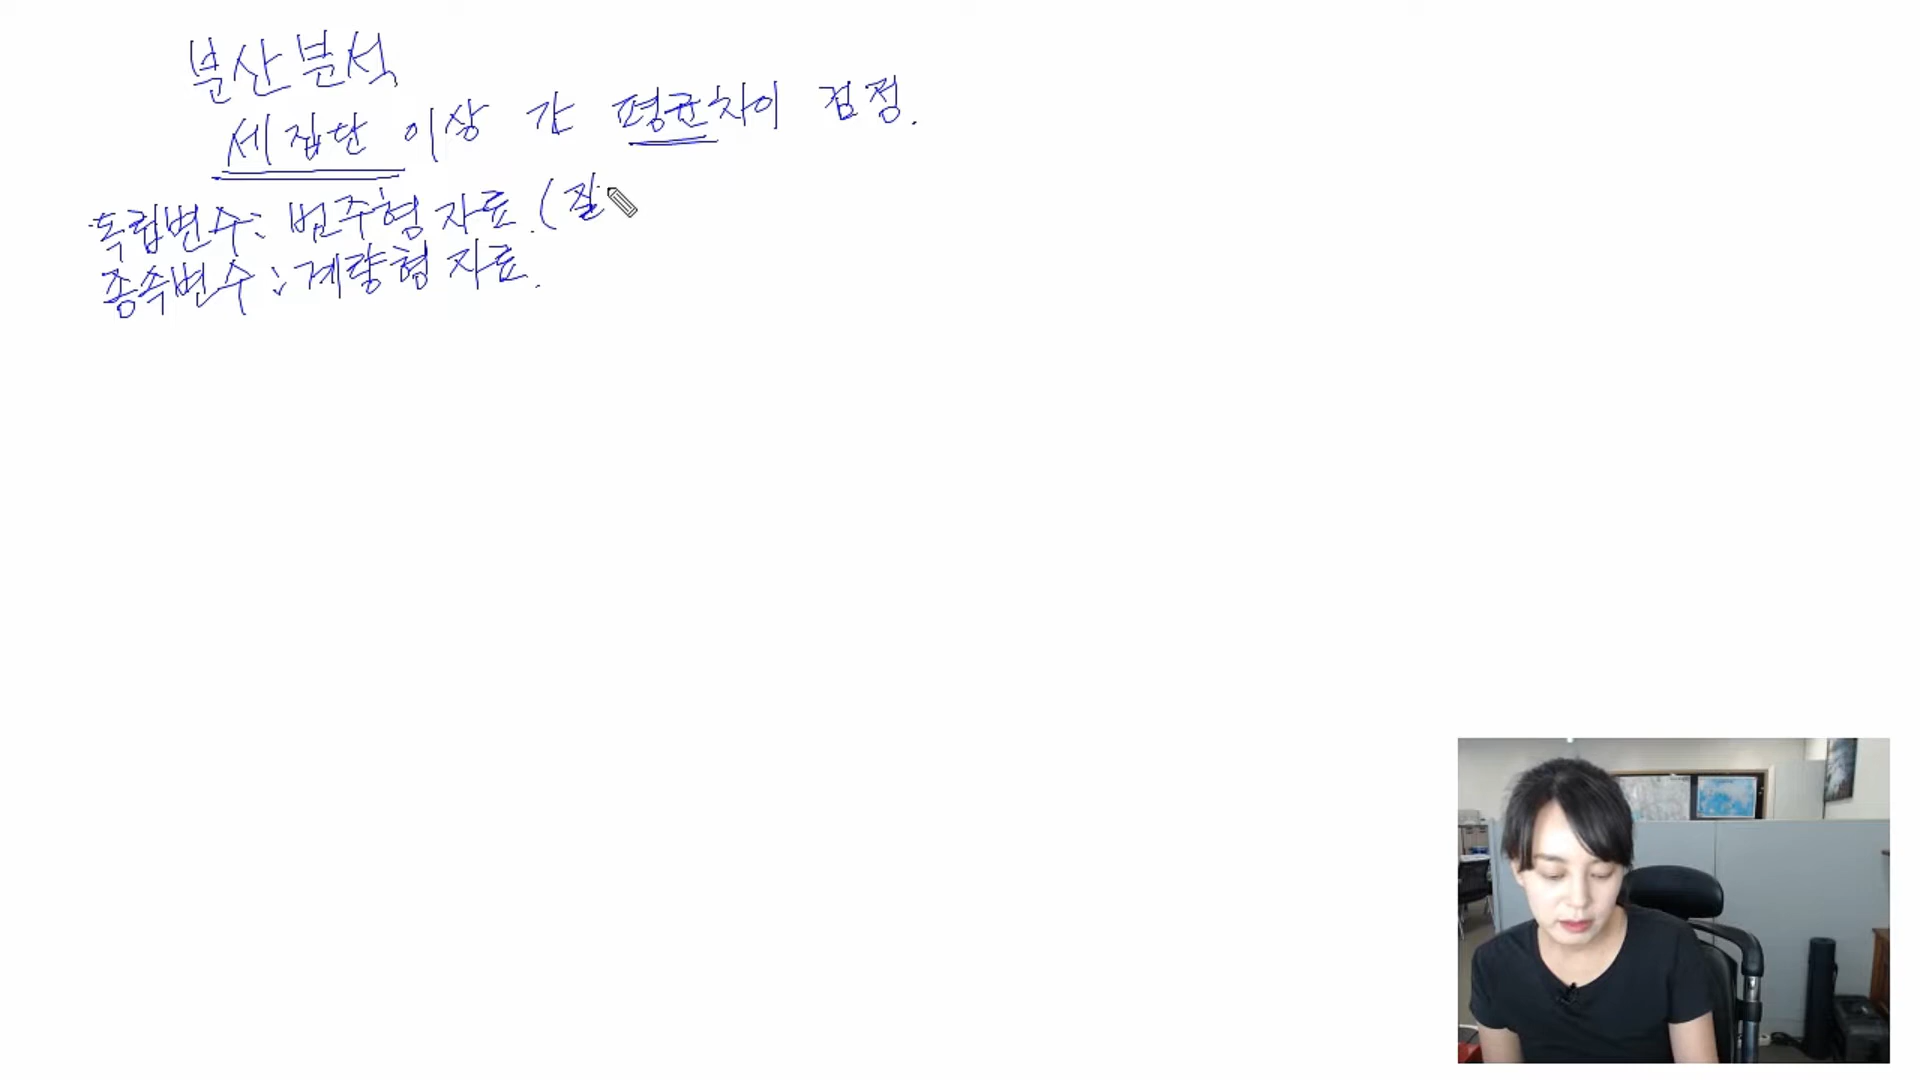 분산분석
세 집단 이상 간 평균차이 검정.
독립변수: 범주형 자료. (질
종속변수: 계량형 자료.